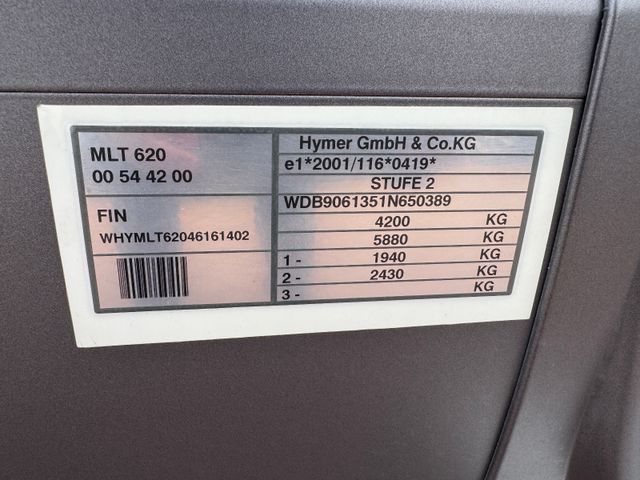 MLT 620
00 54 42 00
FIN
WHYMLT62046161402
Hymer GmbH & Co.KG
e1*2001/116*0419*
STUFE 2
WDB9061351N650389
4200 KG
5880 KG
1 - 1940 KG
2 - 2430 KG
3 - KG